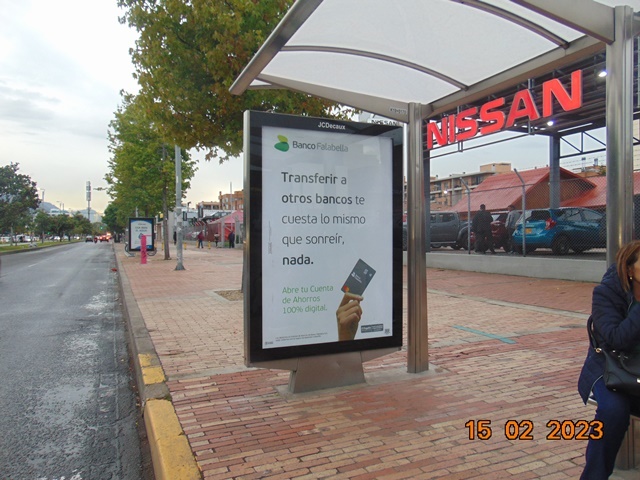 JCDecaux
NISSAN
Banco Falabella
Transferir a
otros bancos te
cuesta lo mismo
que sonreír,
nada.
Abre tu Cuenta
de Ahorros
100% digital.
15 02 2023